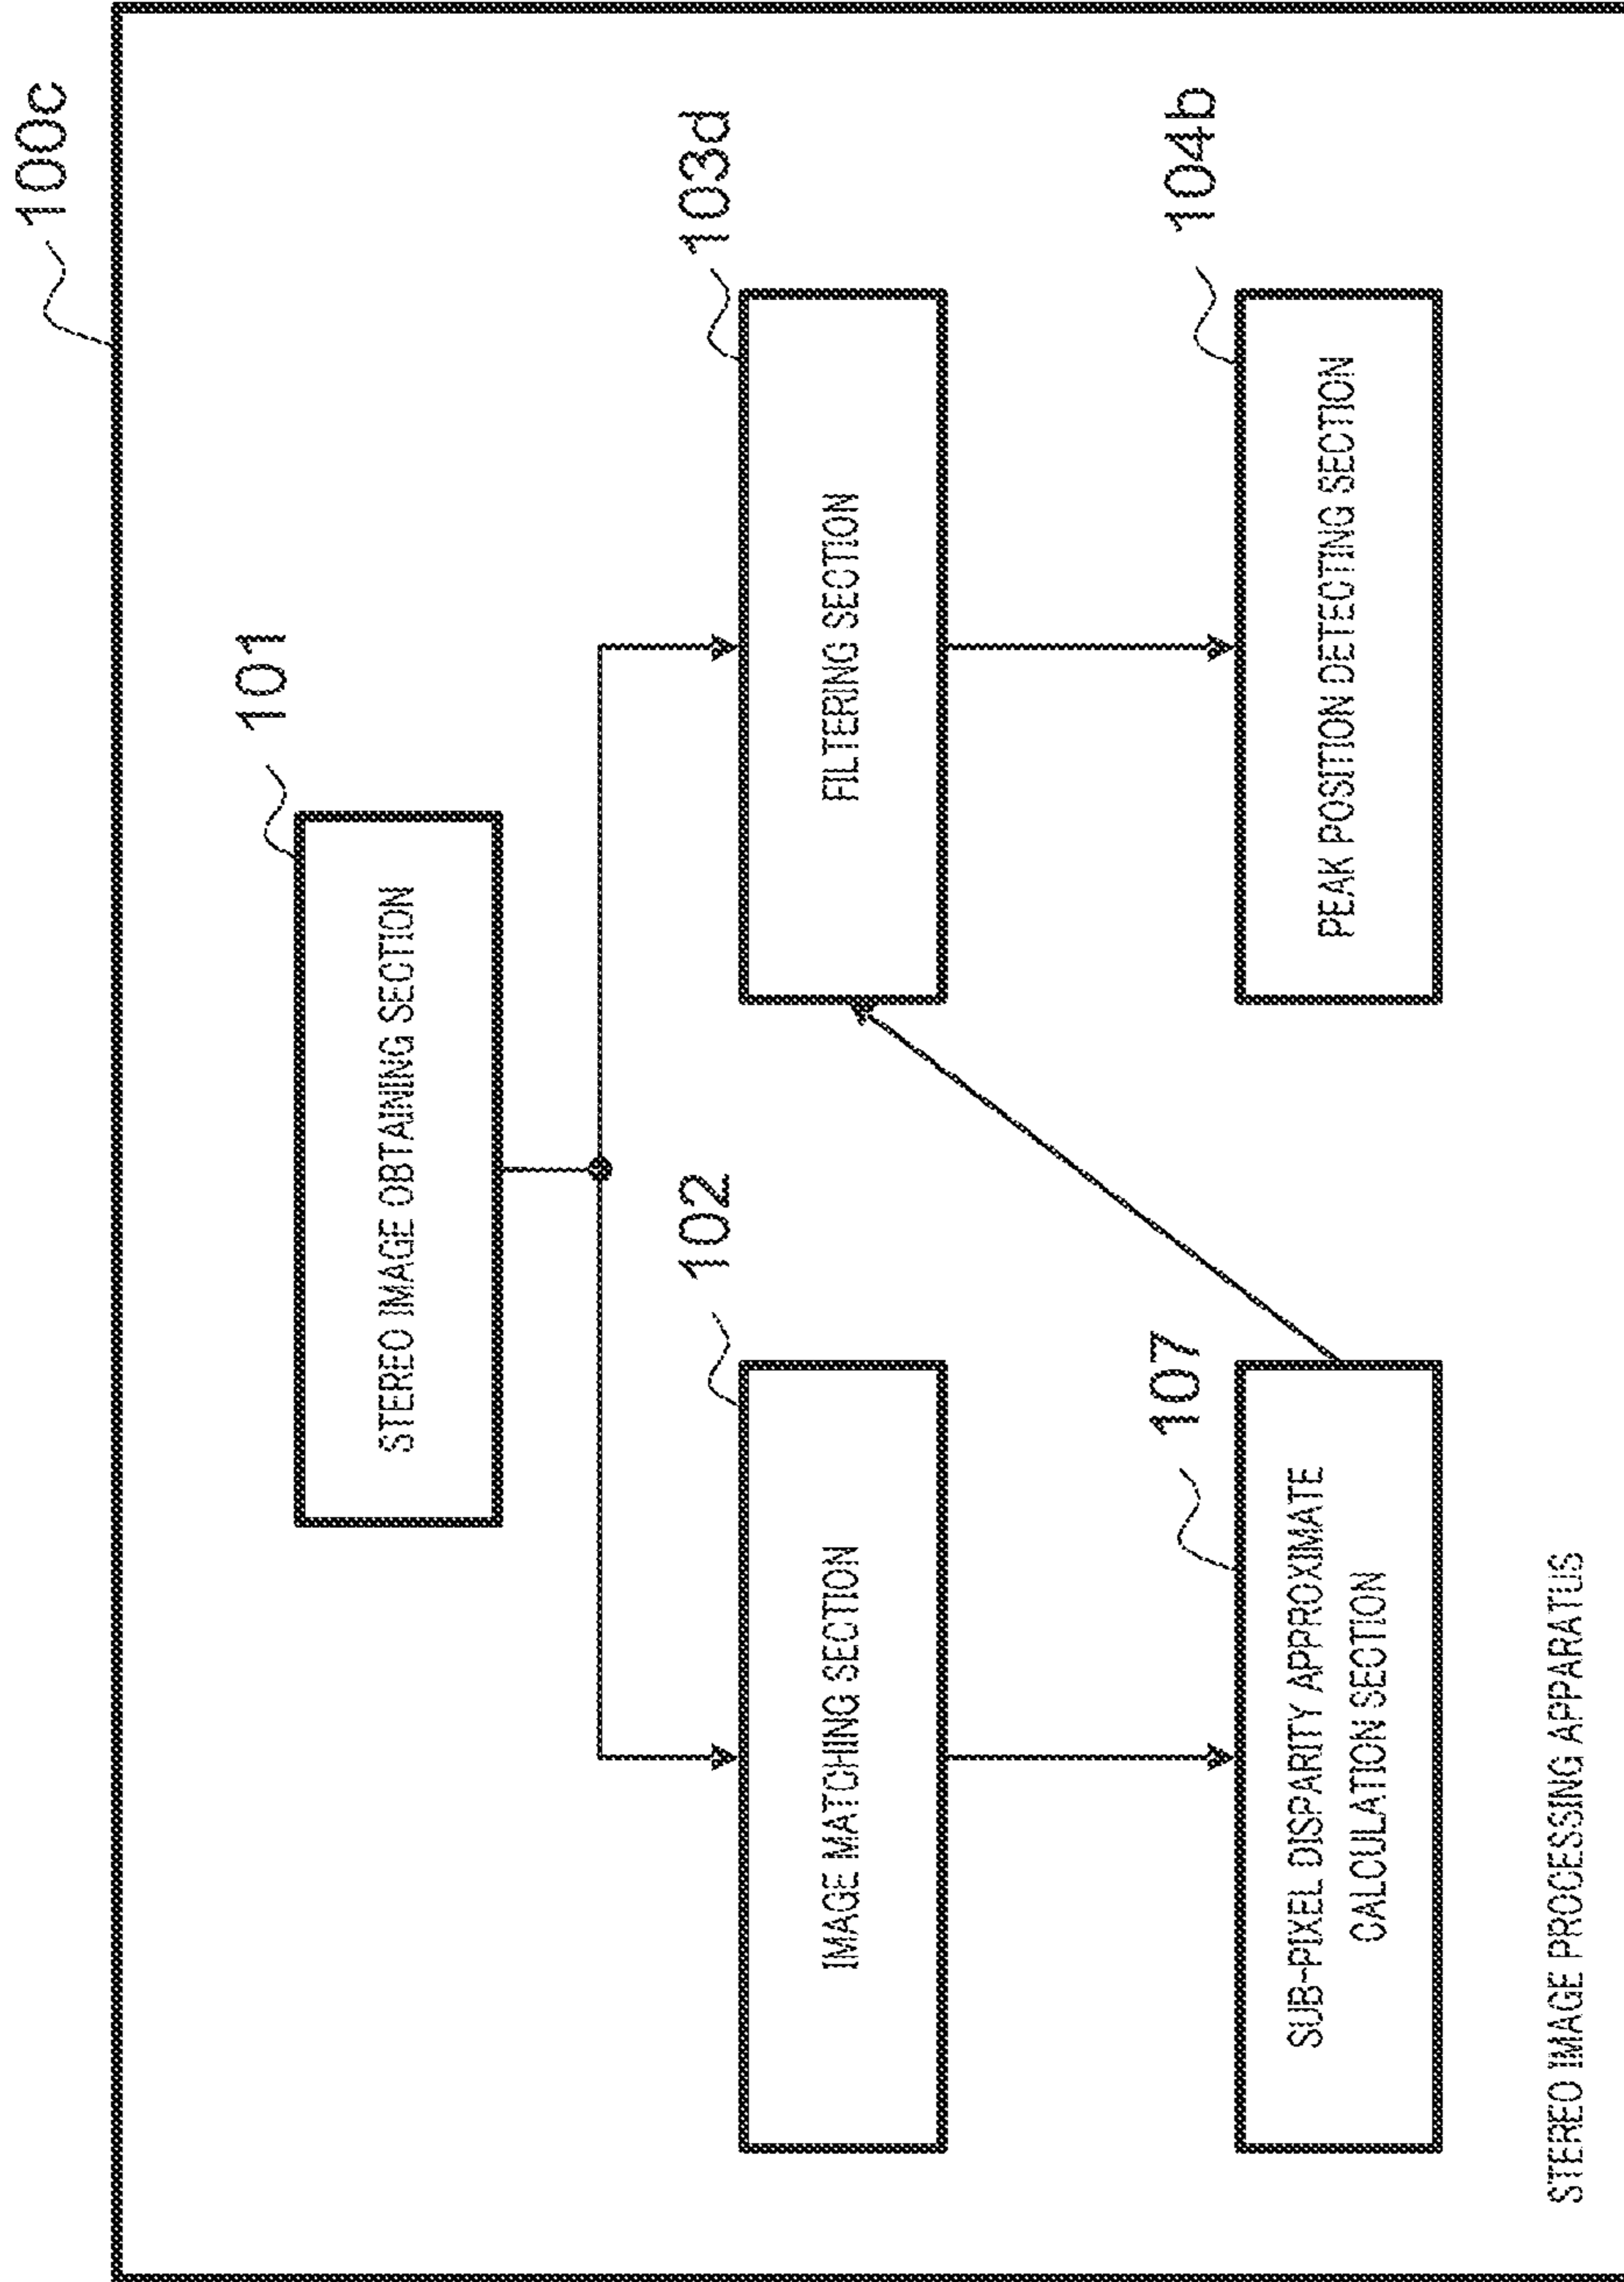 100c
101
STEREO IMAGE OBTAINING SECTION
102
IMAGE MATCHING SECTION
103d
FILTERING SECTION
107
SUB-PIXEL DISPARITY APPROXIMATE
CALCULATION SECTION
104b
PEAK POSITION DETECTING SECTION
STEREO IMAGE PROCESSING APPARATUS